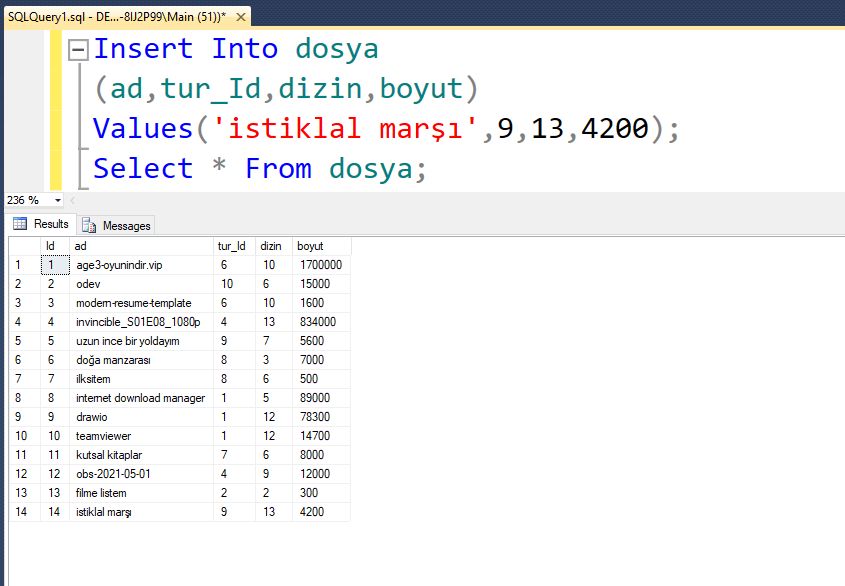 SQLQuery1.sql - DE...-8IJ2P99\Main (51))*
Insert Into dosya
(ad,tur_Id,dizin,boyut)
Values('istiklal marşı',9,13,4200);
Select * From dosya;
236 %
Results Messages
Id ad tur_Id dizin boyut
1 1 age3-oyunindir.vip 6 10 1700000
2 2 odev 10 6 15000
3 3 modern-resume-template 6 10 1600
4 4 invincible_S01E08_1080p 4 13 834000
5 5 uzun ince bir yoldayım 9 7 5600
6 6 doğa manzarası 8 3 7000
7 7 ilksitem 8 6 500
8 8 internet download manager 1 5 89000
9 9 drawio 1 12 78300
10 10 teamviewer 1 12 14700
11 11 kutsal kitaplar 7 6 8000
12 12 obs-2021-05-01 4 9 12000
13 13 filme listem 2 2 300
14 14 istiklal marşı 9 13 4200